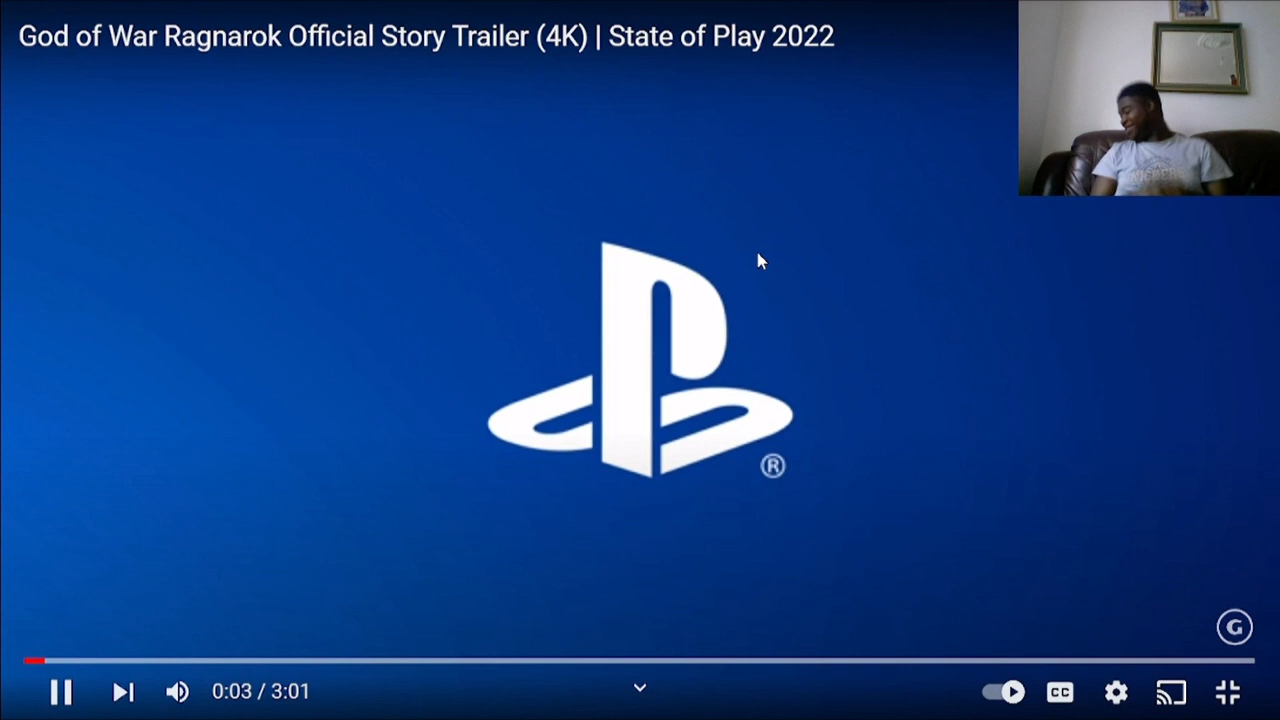 God of War Ragnarok Official Story Trailer (4K) | State of Play 2022
®
G
0:03 / 3:01
CC